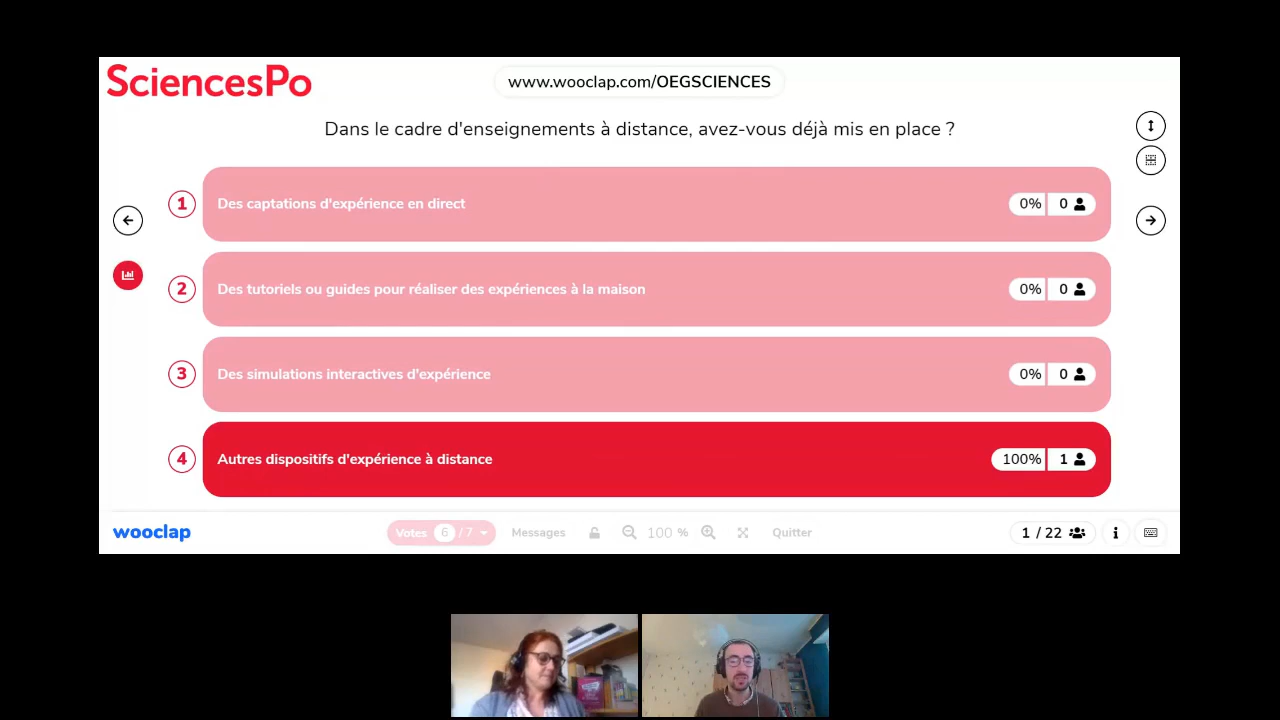 SciencesPo
www.wooclap.com/OEGSCIENCES
Dans le cadre d'enseignements à distance, avez-vous déjà mis en place ?
1 Des captations d'expérience en direct 0% 0
2 Des tutoriels ou guides pour réaliser des expériences à la maison 0% 0
3 Des simulations interactives d'expérience 0% 0
4 Autres dispositifs d'expérience à distance 100% 1
wooclap Votes 6 / 7 Messages 100 % Quitter 1 / 22